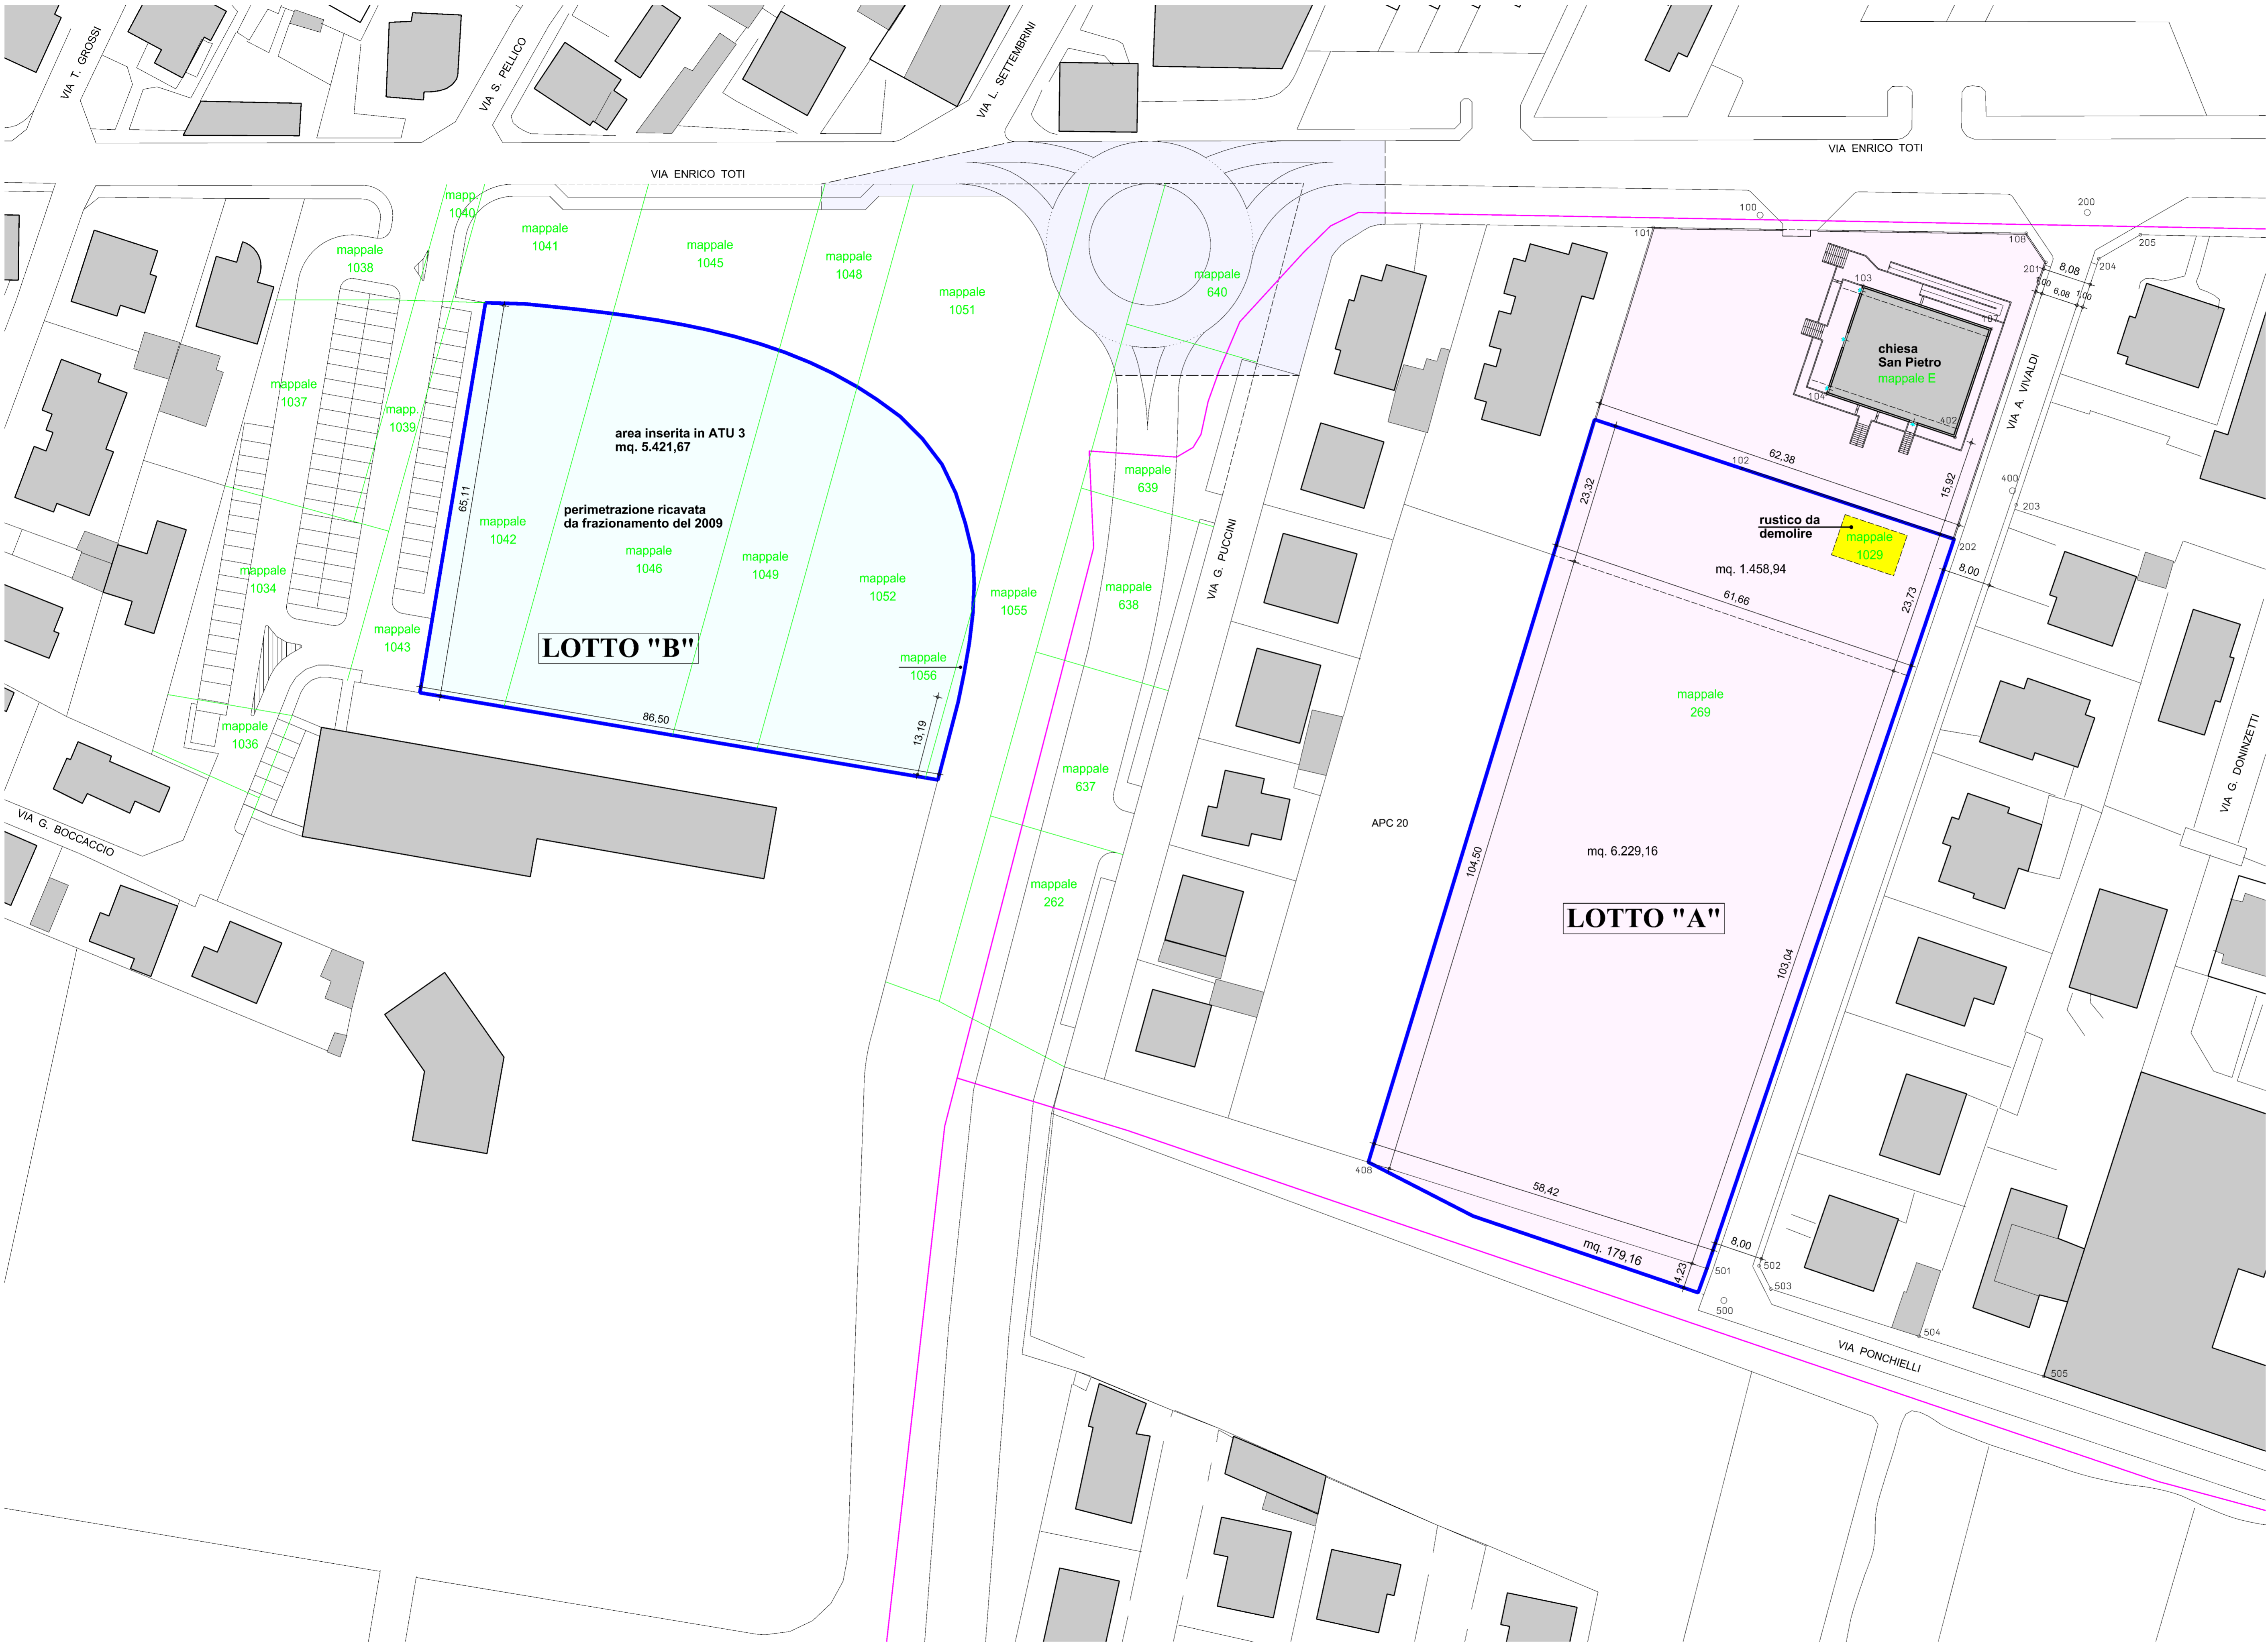 VIA T. GROSSI
VIA S. PELLICO
VIA L. SETTEMBRINI
VIA ENRICO TOTI
VIA ENRICO TOTI
mapp.
1040
mappale
1041
mappale
1045
mappale
1048
mappale
1051
mappale
640
mappale
1038
100
200
101
108
205
201
204
8,08
1,00
6,08
1,00
103
107
chiesa
San Pietro
mappale E
104
402
VIA A. VIVALDI
mappale
1037
mapp.
1039
area inserita in ATU 3
mq. 5.421,67
65,11
perimetrazione ricavata
da frazionamento del 2009
mappale
1042
mappale
1046
mappale
1049
mappale
1052
mappale
1055
mappale
639
mappale
638
VIA G. PUCCINI
62,38
102
23,32
15,92
400
203
rustico da
demolire
mappale
1029
202
mq. 1.458,94
8,00
61,66
23,73
mappale
1034
mappale
1043
LOTTO "B"
mappale
1056
mappale
1036
86,50
13,19
mappale
269
mappale
637
VIA G. DONINZETTI
VIA G. BOCCACCIO
APC 20
104,50
mq. 6.229,16
mappale
262
LOTTO "A"
103,04
408
58,42
mq. 179,16
4,23
8,00
501
502
503
500
504
VIA PONCHIELLI
505